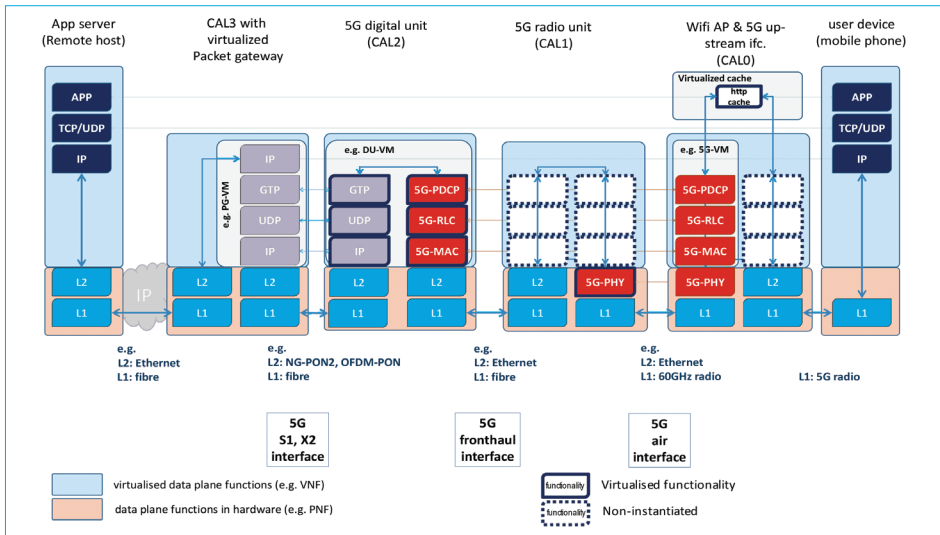 App server
(Remote host)
CAL3 with
virtualized
Packet gateway
5G digital unit
(CAL2)
5G radio unit
(CAL1)
Wifi AP & 5G up-
stream ifc.
(CAL0)
user device
(mobile phone)
Virtualized cache
http
cache
APP
TCP/UDP
IP
L2
L1
IP
e.g. PG-VM
IP
GTP
UDP
IP
L2
L2
L1
L1
e.g. DU-VM
GTP
5G-PDCP
UDP
5G-RLC
IP
5G-MAC
L2
L2
L1
L1
L2
5G-PHY
L1
L1
e.g. 5G-VM
5G-PDCP
5G-RLC
5G-MAC
5G-PHY
L2
L1
L1
APP
TCP/UDP
IP
L1
e.g.
L2: Ethernet
L1: fibre
e.g.
L2: NG-PON2, OFDM-PON
L1: fibre
e.g.
L2: Ethernet
L1: fibre
e.g.
L2: Ethernet
L1: 60GHz radio
L1: 5G radio
5G
S1, X2
interface
5G
fronthaul
interface
5G
air
interface
virtualised data plane functions (e.g. VNF)
data plane functions in hardware (e.g. PNF)
functionality
Virtualised functionality
functionality
Non-instantiated